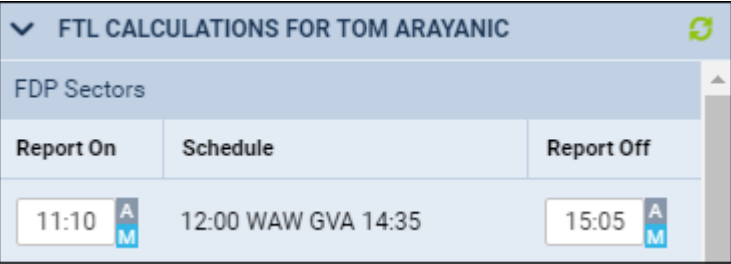 FTL CALCULATIONS FOR TOM ARAYANIC
FDP Sectors
Report On Schedule Report Off
11:10 A M 12:00 WAW GVA 14:35 15:05 A M